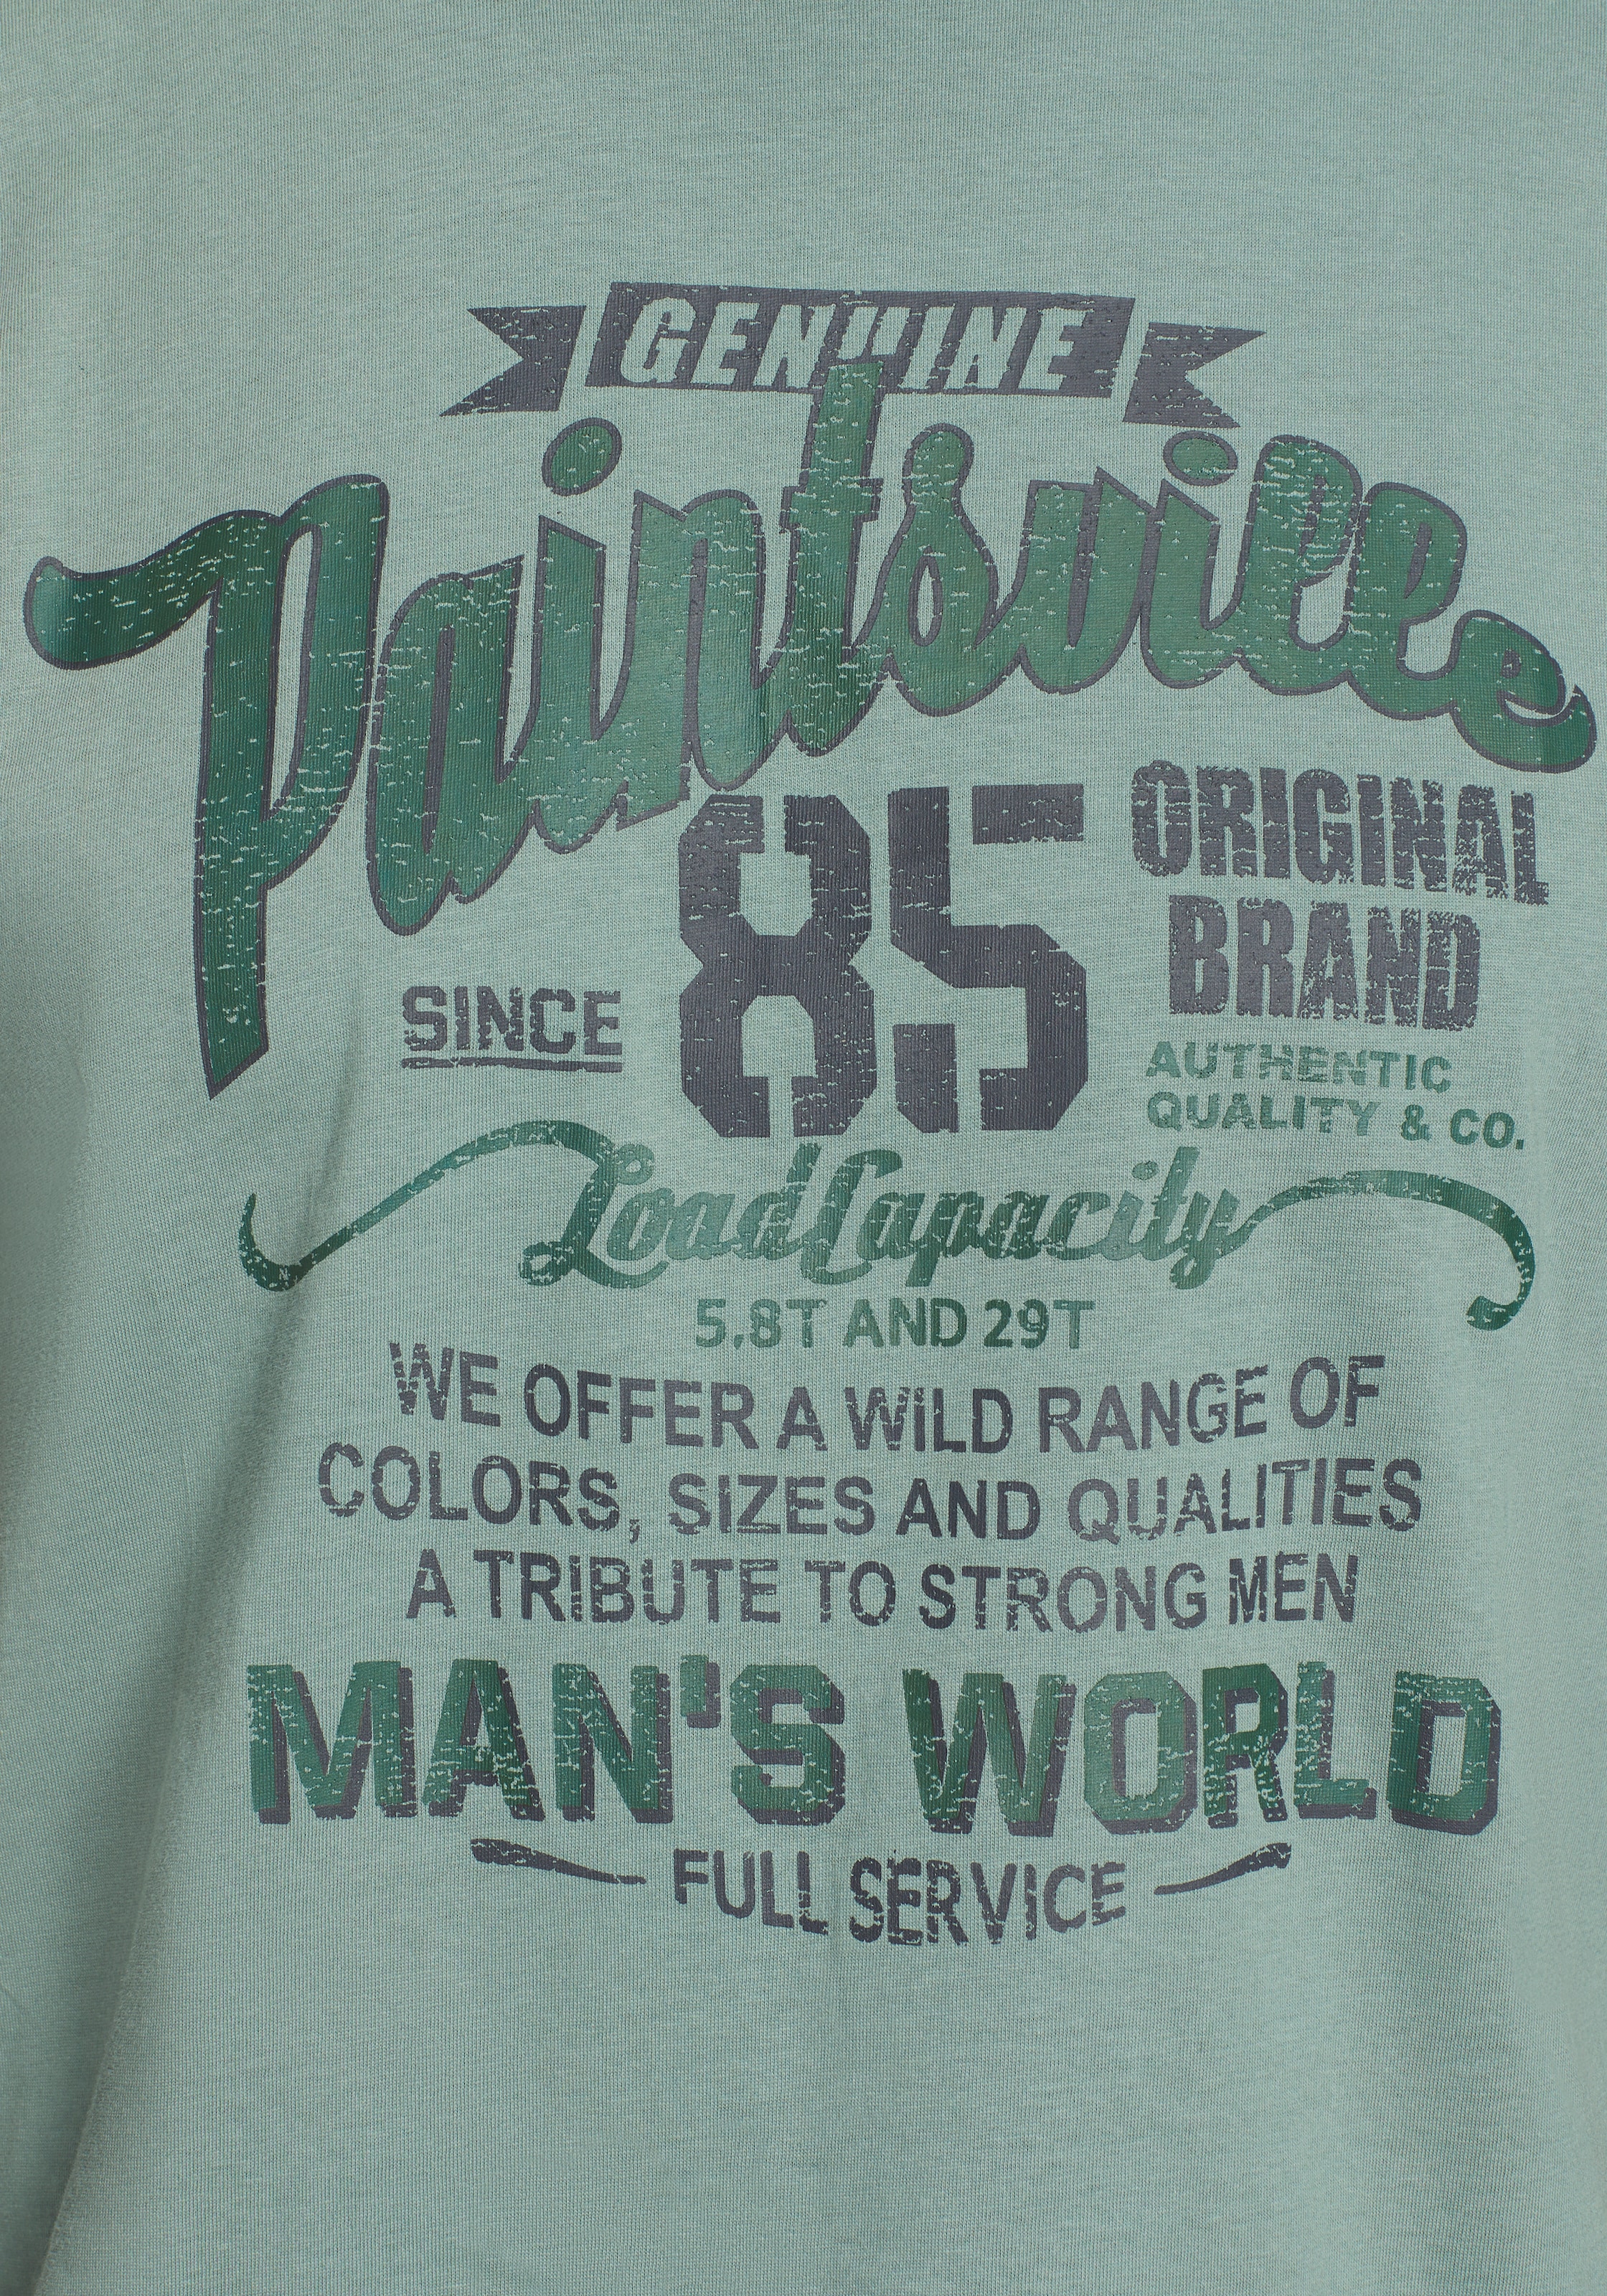 GENUINE
Paintsville
SINCE 85
ORIGINAL
BRAND
AUTHENTIC
QUALITY & CO.
Load Capacity
5.8T AND 29T
WE OFFER A WILD RANGE OF
COLORS, SIZES AND QUALITIES
A TRIBUTE TO STRONG MEN
MAN'S WORLD
FULL SERVICE